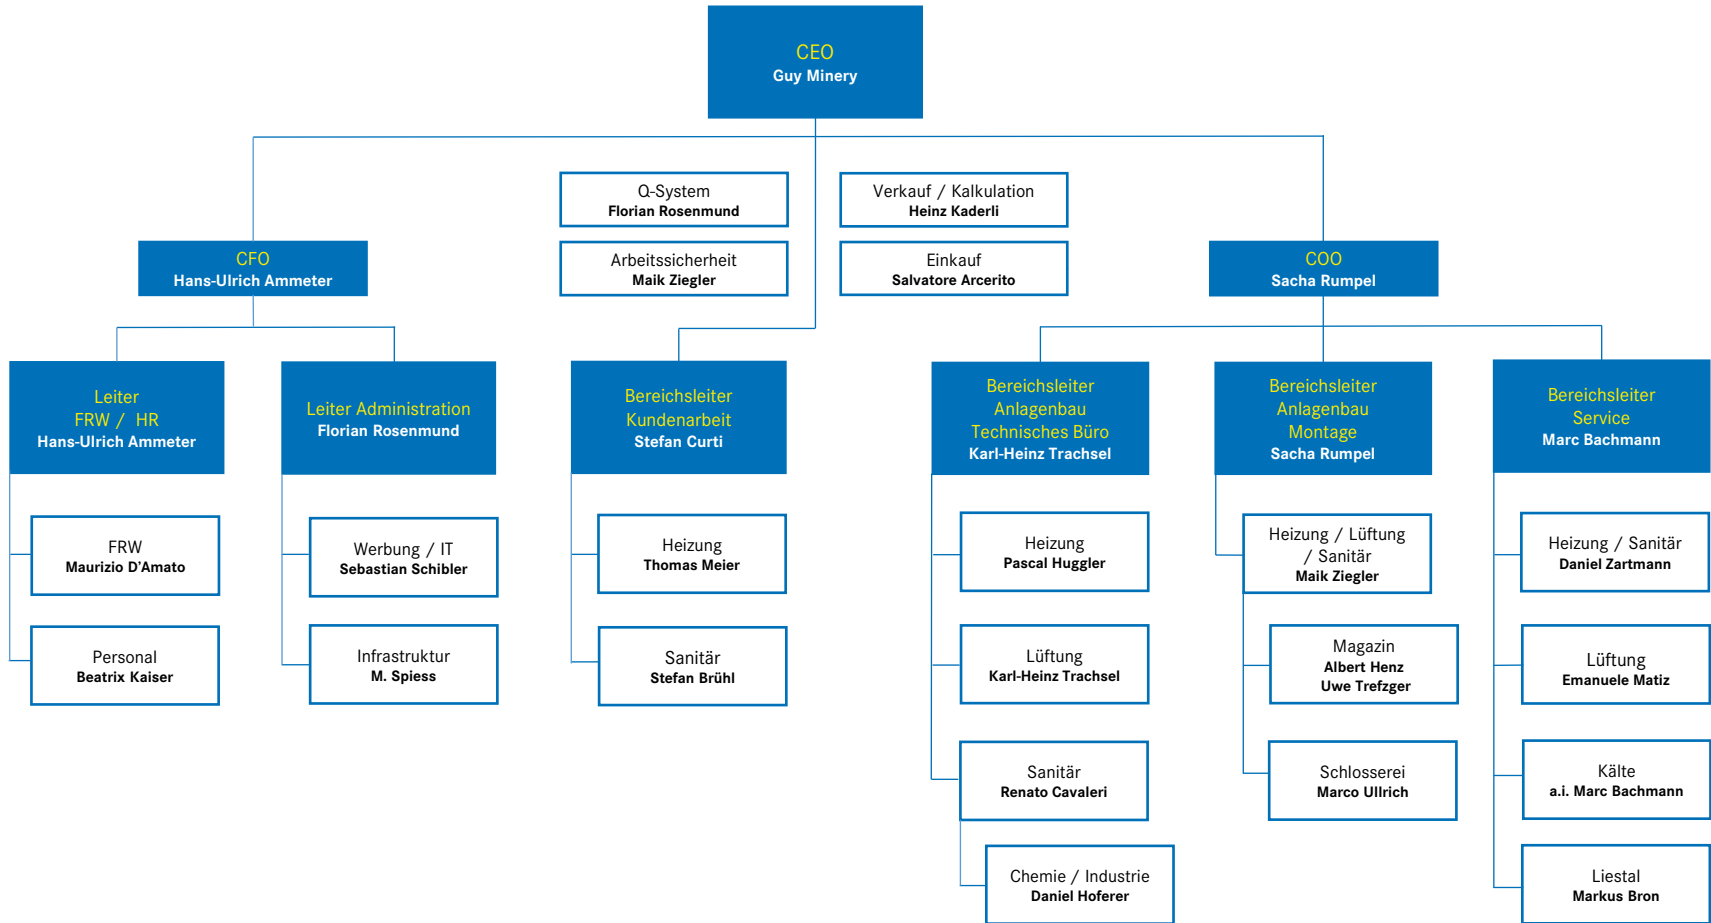 CEO
Guy Minery
Q-System
Florian Rosenmund
Verkauf / Kalkulation
Heinz Kaderli
Arbeitssicherheit
Maik Ziegler
Einkauf
Salvatore Arcerito
CFO
Hans-Ulrich Ammeter
COO
Sacha Rumpel
Leiter
FRW / HR
Hans-Ulrich Ammeter
FRW
Maurizio D'Amato
Personal
Beatrix Kaiser
Leiter Administration
Florian Rosenmund
Werbung / IT
Sebastian Schibler
Infrastruktur
M. Spiess
Bereichsleiter
Kundenarbeit
Stefan Curti
Heizung
Thomas Meier
Sanitär
Stefan Brühl
Bereichsleiter
Anlagenbau
Technisches Büro
Karl-Heinz Trachsel
Heizung
Pascal Huggler
Lüftung
Karl-Heinz Trachsel
Sanitär
Renato Cavaleri
Chemie / Industrie
Daniel Hoferer
Bereichsleiter
Anlagenbau
Montage
Sacha Rumpel
Heizung / Lüftung
/ Sanitär
Maik Ziegler
Magazin
Albert Henz
Uwe Trefzger
Schlosserei
Marco Ullrich
Bereichsleiter
Service
Marc Bachmann
Heizung / Sanitär
Daniel Zartmann
Lüftung
Emanuele Matiz
Kälte
a.i. Marc Bachmann
Liestal
Markus Bron